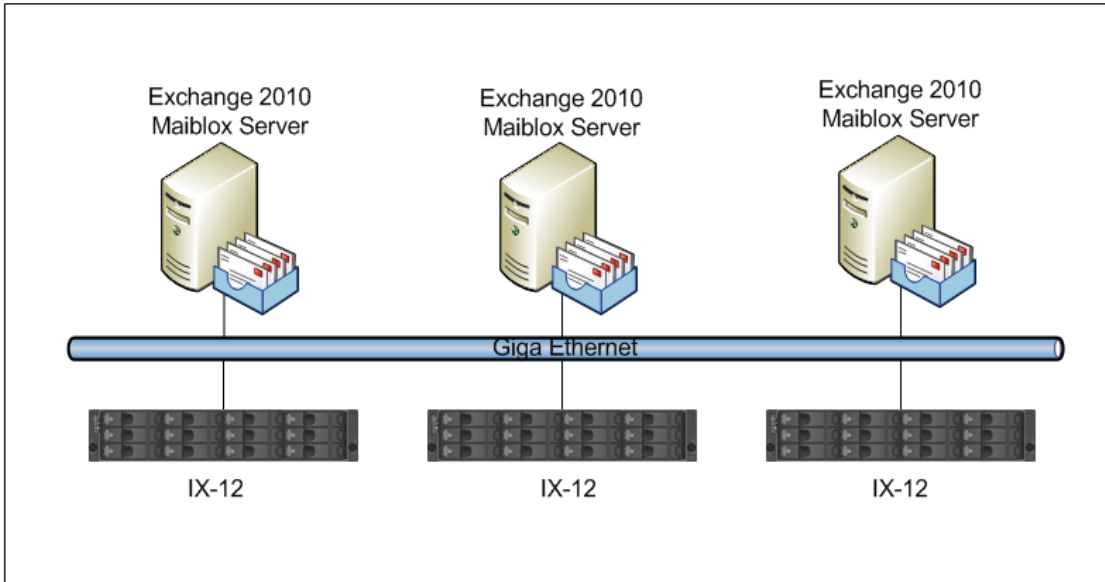 Exchange 2010
Maiblox Server
Exchange 2010
Maiblox Server
Exchange 2010
Maiblox Server
Giga Ethernet
IX-12
IX-12
IX-12